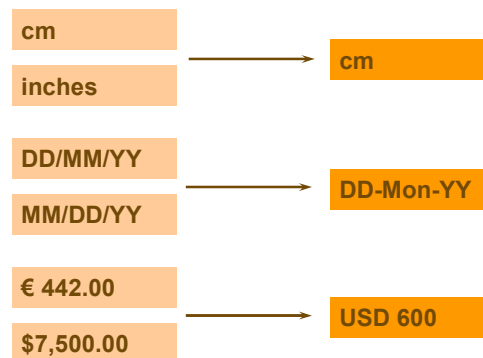 cm
inches
cm
DD/MM/YY
MM/DD/YY
DD-Mon-YY
€ 442.00
$7,500.00
USD 600